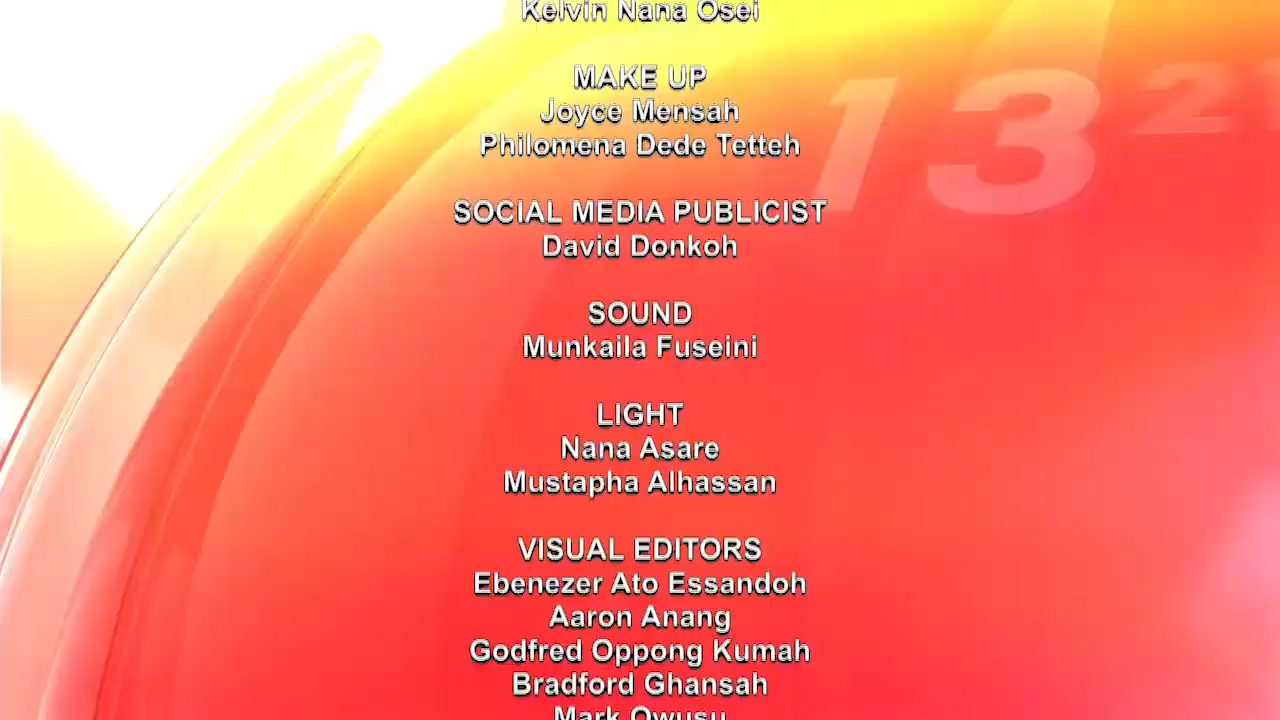 Kelvin Nana Osei
MAKE UP
Joyce Mensah
Philomena Dede Tetteh
SOCIAL MEDIA PUBLICIST
David Donkoh
SOUND
Munkaila Fuseini
LIGHT
Nana Asare
Mustapha Alhassan
VISUAL EDITORS
Ebenezer Ato Essandoh
Aaron Anang
Godfred Oppong Kumah
Bradford Ghansah
Mark Owusu
13
21